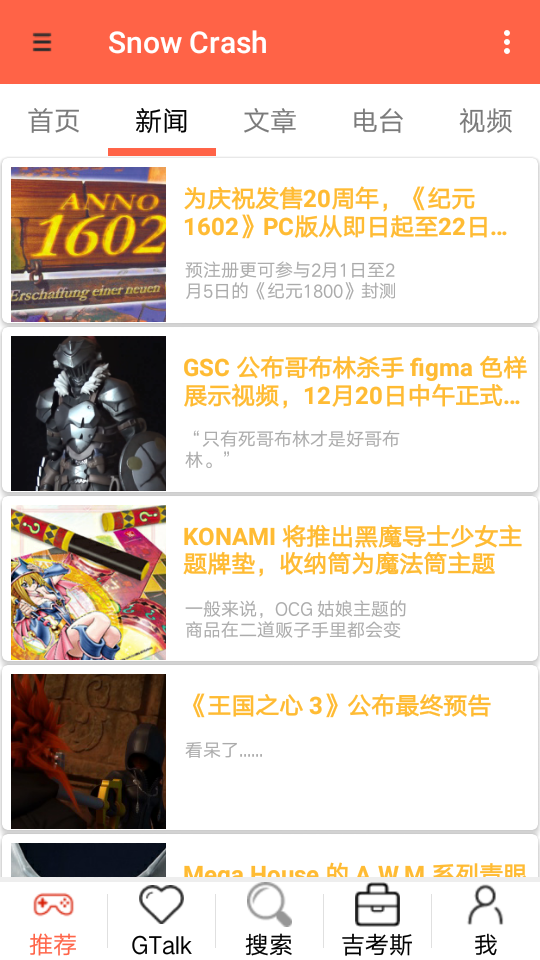 Snow Crash
首页 新闻 文章 电台 视频
ANNO
1602
Erschaffung einer neuen
为庆祝发售20周年，《纪元
1602》PC版从即日起至22日...
预注册更可参与2月1日至2
月5日的《纪元1800》封测
GSC 公布哥布林杀手 figma 色样
展示视频，12月20日中午正式...
“只有死哥布林才是好哥布
林。”
KONAMI 将推出黑魔导士少女主
题牌垫，收纳筒为魔法筒主题
一般来说，OCG 姑娘主题的
商品在二道贩子手里都会变
《王国之心 3》公布最终预告
看呆了......
Mega House 的 A.W.M 系列青眼
推荐 GTalk 搜索 吉考斯 我